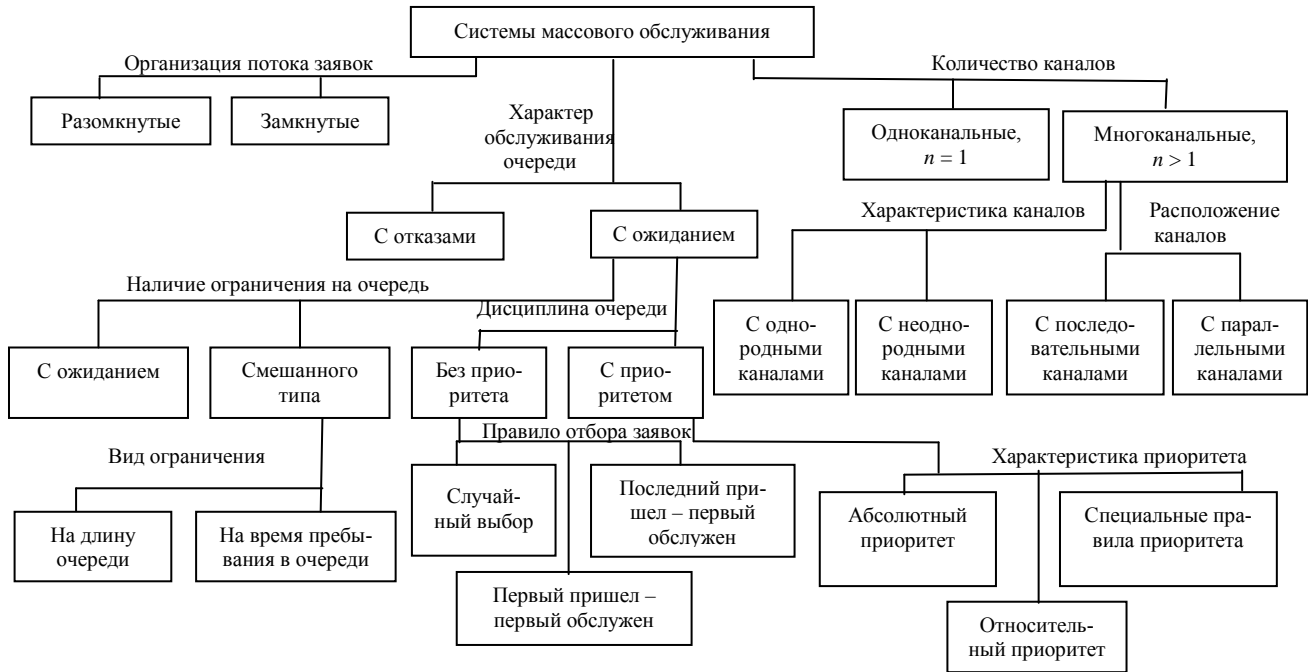 Системы массового обслуживания
Организация потока заявок
Количество каналов
Разомкнутые
Замкнутые
Характер
обслуживания
очереди
Одноканальные,
n = 1
Многоканальные,
n > 1
С отказами
С ожиданием
Характеристика каналов
Расположение
каналов
Наличие ограничения на очередь
Дисциплина очереди
С ожиданием
Смешанного
типа
Без прио-
ритета
С прио-
ритетом
С одно-
родными
каналами
С неодно-
родными
каналами
С последо-
вательными
каналами
С парал-
лельными
каналами
Правило отбора заявок
Вид ограничения
Характеристика приоритета
На длину
очереди
На время пребы-
вания в очереди
Случай-
ный выбор
Последний при-
шел – первый
обслужен
Абсолютный
приоритет
Специальные пра-
вила приоритета
Первый пришел –
первый обслужен
Относитель-
ный приоритет